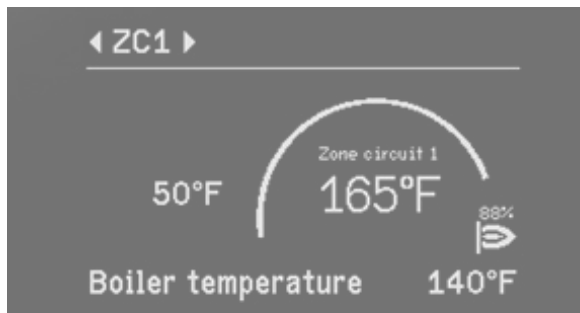 ZC1
Zone circuit 1
50°F 165°F
88%
Boiler temperature 140°F